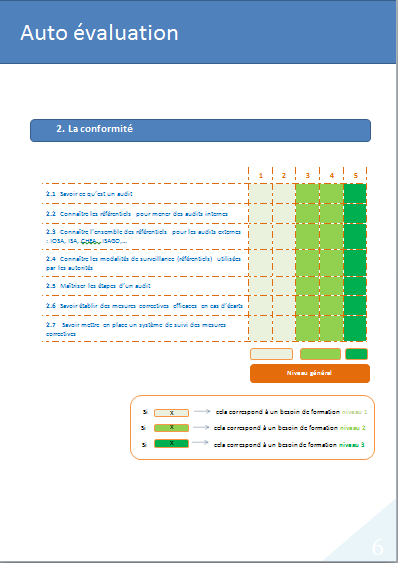 Auto évaluation
2. La conformité
1 2 3 4 5
2.1 Savoir ce qu'est un audit
2.2 Connaître les référentiels pour mener des audits internes
2.3 Connaître l'ensemble des référentiels pour les audits externes
: IOSA, ISA, ISAGO,...
2.4 Connaître les modalités de surveillance (référentiels) utilisées
par les autorités
2.5 Maîtriser les étapes d'un audit
2.6 Savoir établir des mesures correctives efficaces en cas d'écarts
2.7 Savoir mettre en place un système de suivi des mesures
correctives
Niveau général
Si X cela correspond à un besoin de formation niveau 1
Si X cela correspond à un besoin de formation niveau 2
Si X cela correspond à un besoin de formation niveau 3
6